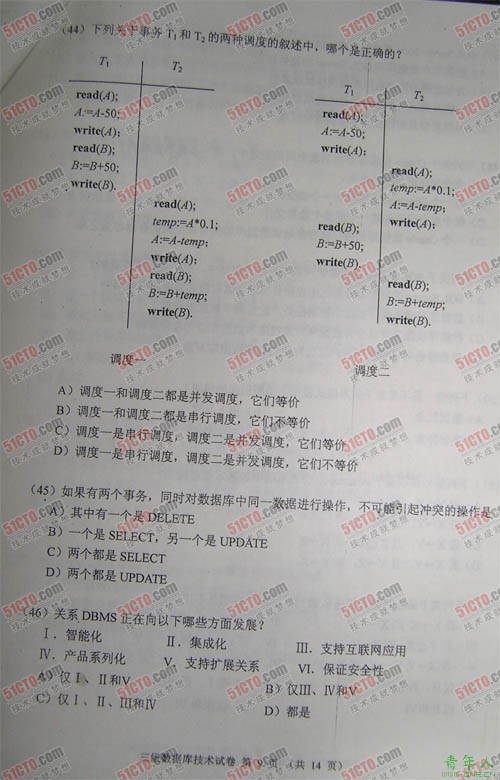 (44) 下列关于事务 T1 和 T2 的两种调度的叙述中，哪个是正确的？
T1 T2
read(A);
A:=A-50;
write(A);
read(B);
B:=B+50;
write(B).
read(A);
temp:=A*0.1;
A:=A-temp;
write(A);
read(B);
B:=B+temp;
write(B).
调度一
T1 T2
read(A);
A:=A-50;
write(A);
read(A);
temp:=A*0.1;
A:=A-temp;
write(A);
read(B);
B:=B+50;
write(B).
read(B);
B:=B+temp;
write(B).
调度二
A）调度一和调度二都是并发调度，它们等价
B）调度一和调度二都是串行调度，它们不等价
C）调度一是串行调度，调度二是并发调度，它们等价
D）调度一是串行调度，调度二是并发调度，它们不等价
(45) 如果有两个事务，同时对数据库中同一数据进行操作，不可能引起冲突的操作是
A）其中有一个是 DELETE
B）一个是 SELECT，另一个是 UPDATE
C）两个都是 SELECT
D）两个都是 UPDATE
(46) 关系 DBMS 正在向以下哪些方面发展？
Ⅰ. 智能化 Ⅱ. 集成化 Ⅲ. 支持互联网应用
Ⅳ. 产品系列化 Ⅴ. 支持扩展关系 Ⅵ. 保证安全性
A）仅Ⅰ、Ⅱ和Ⅴ B）仅Ⅲ、Ⅳ和Ⅴ
C）仅Ⅰ、Ⅱ、Ⅲ和Ⅳ D）都是
三级数据库技术试卷 第 9 页 （共 14 页）
51CTO.com
技术成就梦想
青年人